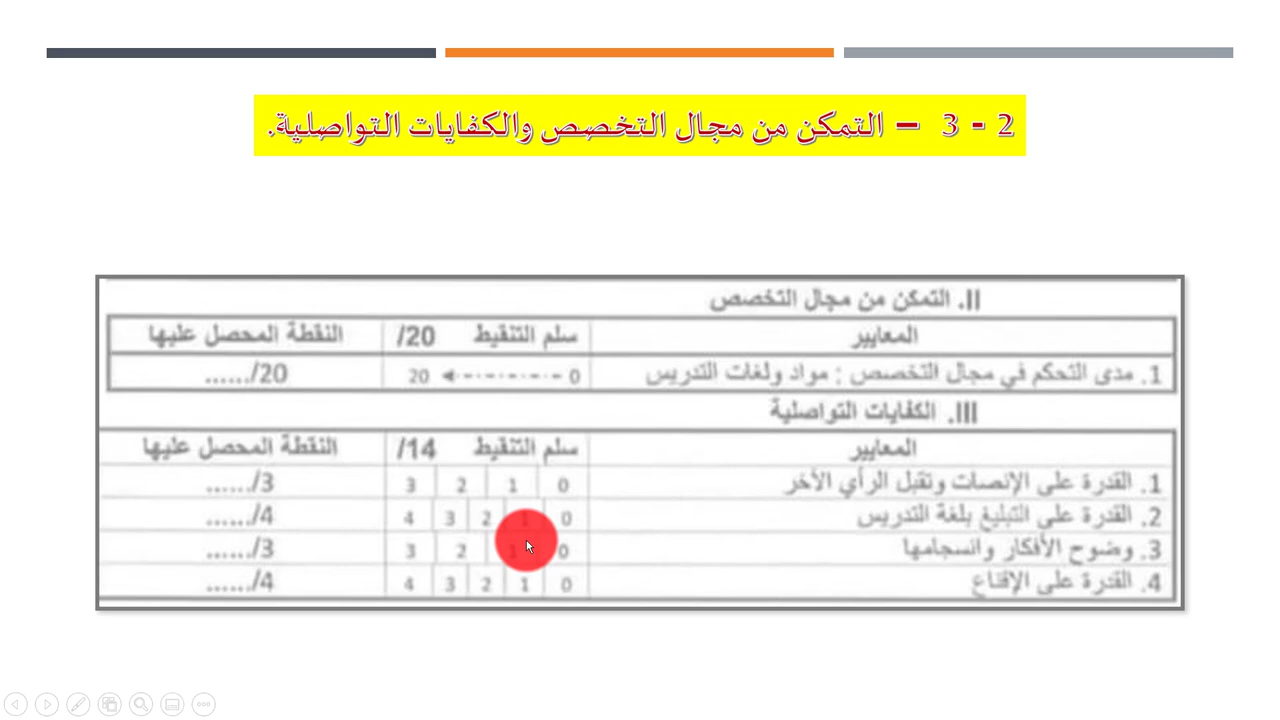 2 - 3 – التمكن من مجال التخصص والكفايات التواصلية.
II. التمكن من مجال التخصص
المعايير سلم التنقيط /20 النقطة المحصل عليها
1. مدى التحكم في مجال التخصص : مواد ولغات التدريس 0 20 ....../20
III. الكفايات التواصلية
المعايير سلم التنقيط /14 النقطة المحصل عليها
1. القدرة على الإنصات وتقبل الرأي الأخر 0 1 2 3 ....../3
2. القدرة على التبليغ بلغة التدريس 0 1 2 3 4 ....../4
3. وضوح الأفكار وانسجامها 0 1 2 3 ....../3
4. القدرة على الإقناع 0 1 2 3 4 ....../4